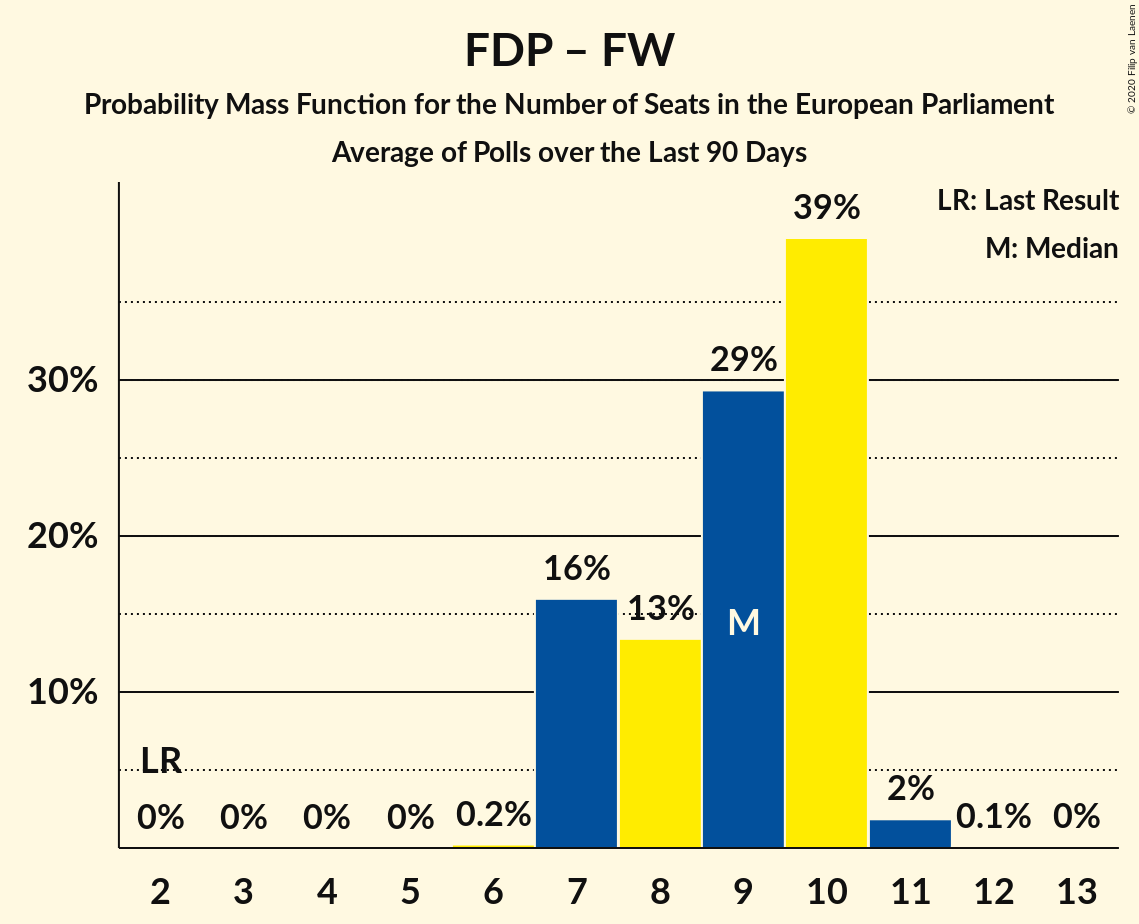 FDP – FW
Probability Mass Function for the Number of Seats in the European Parliament
Average of Polls over the Last 90 Days
© 2020 Filip van Laenen
LR: Last Result
M: Median
39%
29%
30%
20%
16%
13%
M
10%
LR
2%
0% 0% 0% 0% 0.2% 0.1% 0%
2 3 4 5 6 7 8 9 10 11 12 13